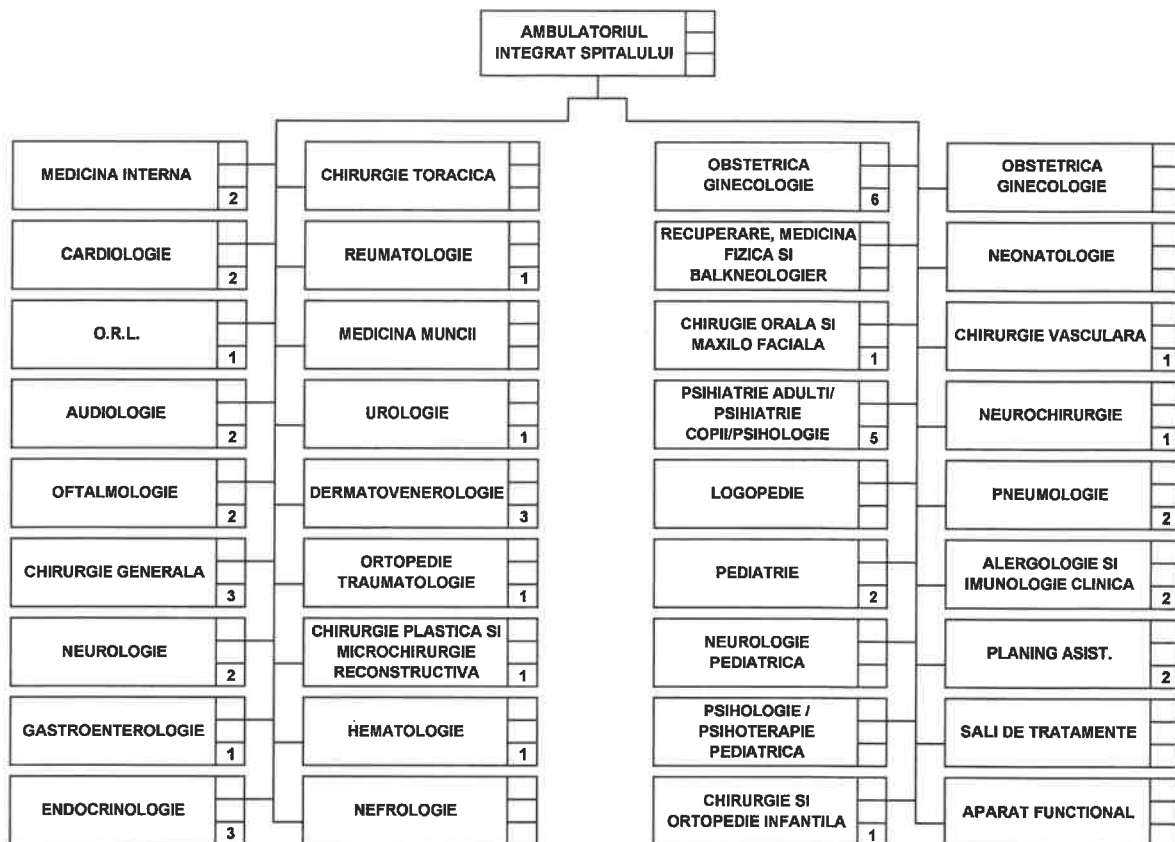 AMBULATORIUL
INTEGRAT SPITALULUI
MEDICINA INTERNA
2
CARDIOLOGIE
2
O.R.L.
1
AUDIOLOGIE
2
OFTALMOLOGIE
2
CHIRURGIE GENERALA
3
NEUROLOGIE
2
GASTROENTEROLOGIE
1
ENDOCRINOLOGIE
3
CHIRURGIE TORACICA
REUMATOLOGIE
1
MEDICINA MUNCII
UROLOGIE
1
DERMATOVENEROLOGIE
3
ORTOPEDIE
TRAUMATOLOGIE
1
CHIRURGIE PLASTICA SI
MICROCHIRURGIE
RECONSTRUCTIVA
1
HEMATOLOGIE
1
NEFROLOGIE
OBSTETRICA
GINECOLOGIE
6
RECUPERARE, MEDICINA
FIZICA SI
BALKNEOLOGIER
CHIRUGIE ORALA SI
MAXILO FACIALA
1
PSIHIATRIE ADULTI/
PSIHIATRIE
COPII/PSIHOLOGIE
5
LOGOPEDIE
PEDIATRIE
2
NEUROLOGIE
PEDIATRICA
PSIHOLOGIE /
PSIHOTERAPIE
PEDIATRICA
CHIRURGIE SI
ORTOPEDIE INFANTILA
1
OBSTETRICA
GINECOLOGIE
NEONATOLOGIE
CHIRURGIE VASCULARA
1
NEUROCHIRURGIE
1
PNEUMOLOGIE
2
ALERGOLOGIE SI
IMUNOLOGIE CLINICA
2
PLANING ASIST.
2
SALI DE TRATAMENTE
APARAT FUNCTIONAL